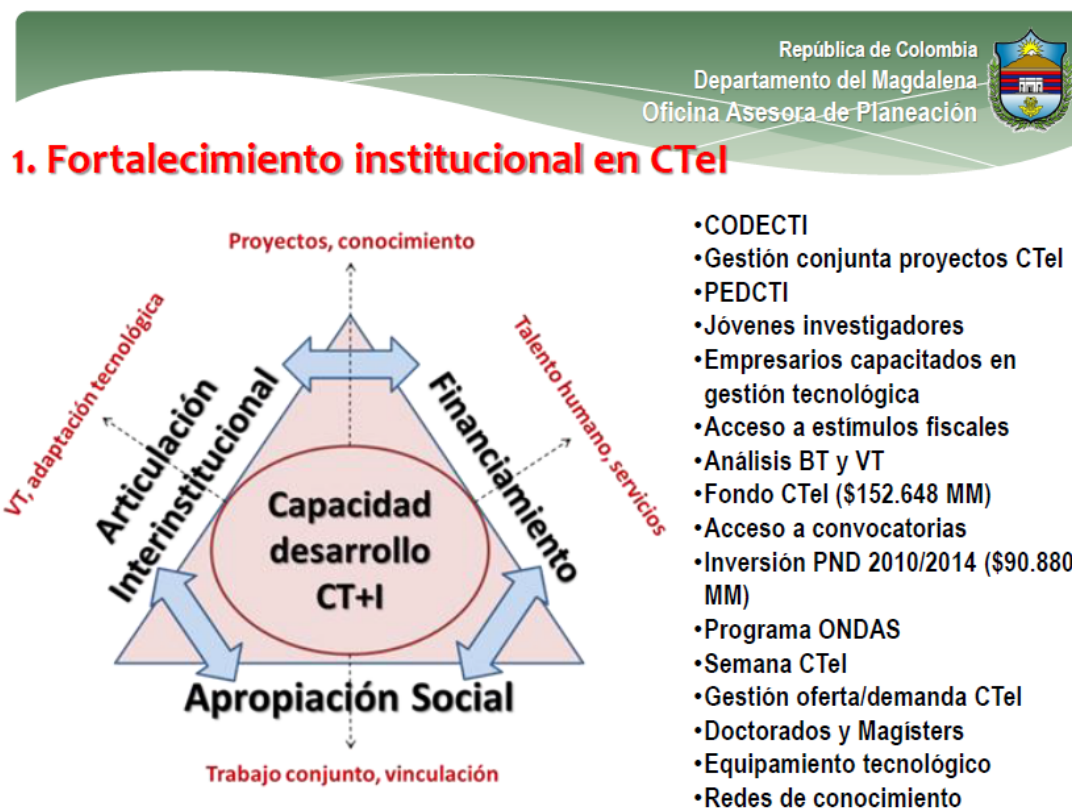 República de Colombia
Departamento del Magdalena
Oficina Asesora de Planeación
1. Fortalecimiento institucional en CTeI
Proyectos, conocimiento
VT, adaptación tecnológica
Talento humano, servicios
Articulación
Interinstitucional
Financiamiento
Capacidad
desarrollo
CT+I
Apropiación Social
Trabajo conjunto, vinculación
•CODECTI
•Gestión conjunta proyectos CTeI
•PEDCTI
•Jóvenes investigadores
•Empresarios capacitados en
gestión tecnológica
•Acceso a estímulos fiscales
•Análisis BT y VT
•Fondo CTeI ($152.648 MM)
•Acceso a convocatorias
•Inversión PND 2010/2014 ($90.880
MM)
•Programa ONDAS
•Semana CTeI
•Gestión oferta/demanda CTeI
•Doctorados y Magísters
•Equipamiento tecnológico
•Redes de conocimiento